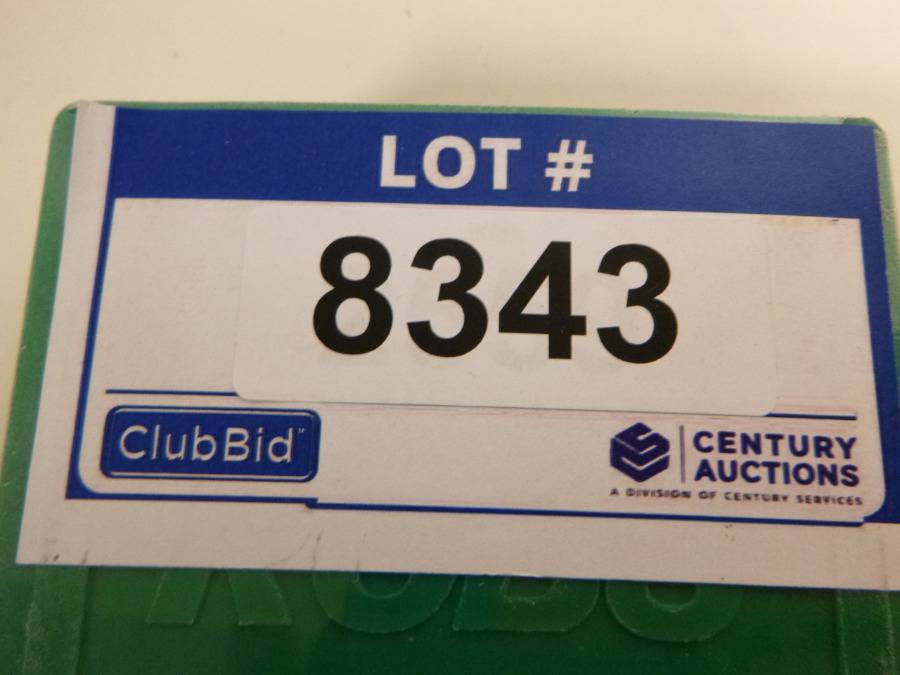 LOT #
8343
ClubBid™
CENTURY
AUCTIONS
A DIVISION OF CENTURY SERVICES